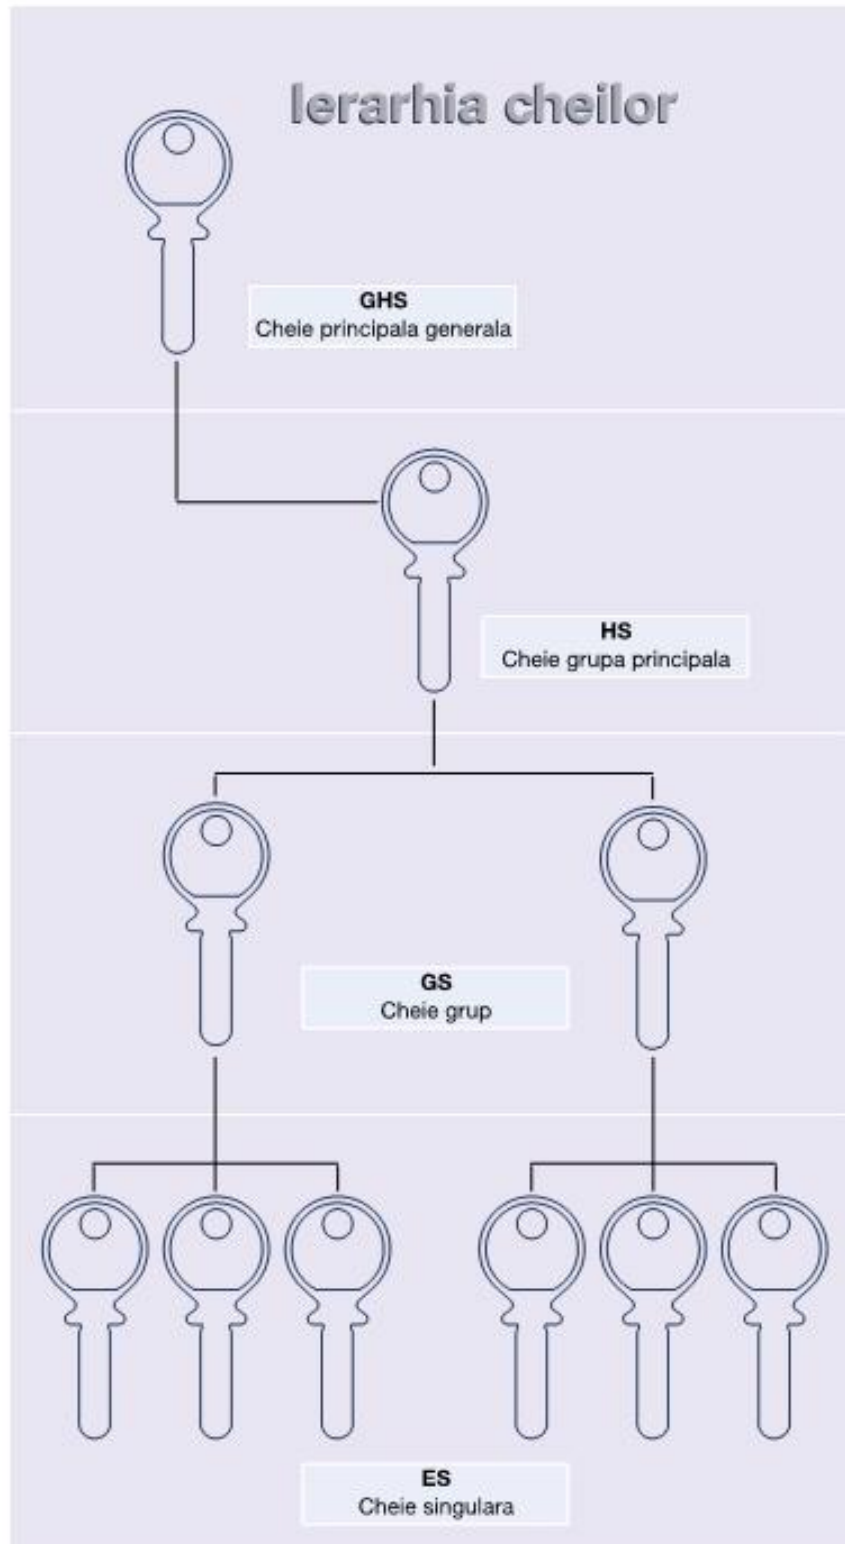 Ierarhia cheilor
GHS
Cheie principala generala
HS
Cheie grupa principala
GS
Cheie grup
ES
Cheie singulara